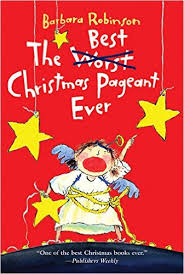 Barbara Robinson
Best
The Worst
Christmas Pageant
Ever
"One of the best Christmas books ever."
—Publishers Weekly